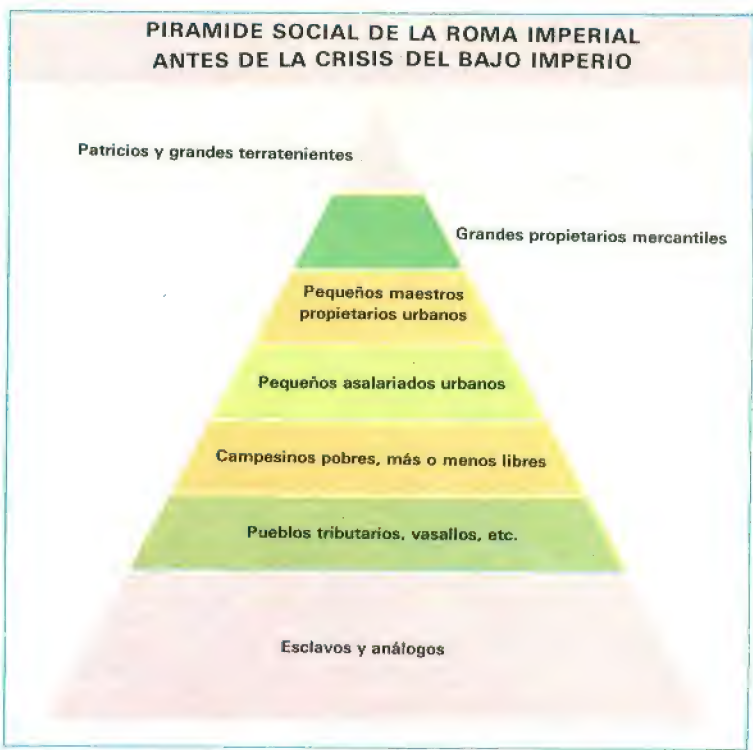 PIRAMIDE SOCIAL DE LA ROMA IMPERIAL
ANTES DE LA CRISIS DEL BAJO IMPERIO
Patricios y grandes terratenientes
Grandes propietarios mercantiles
Pequeños maestros
propietarios urbanos
Pequeños asalariados urbanos
Campesinos pobres, más o menos libres
Pueblos tributarios, vasallos, etc.
Esclavos y análogos